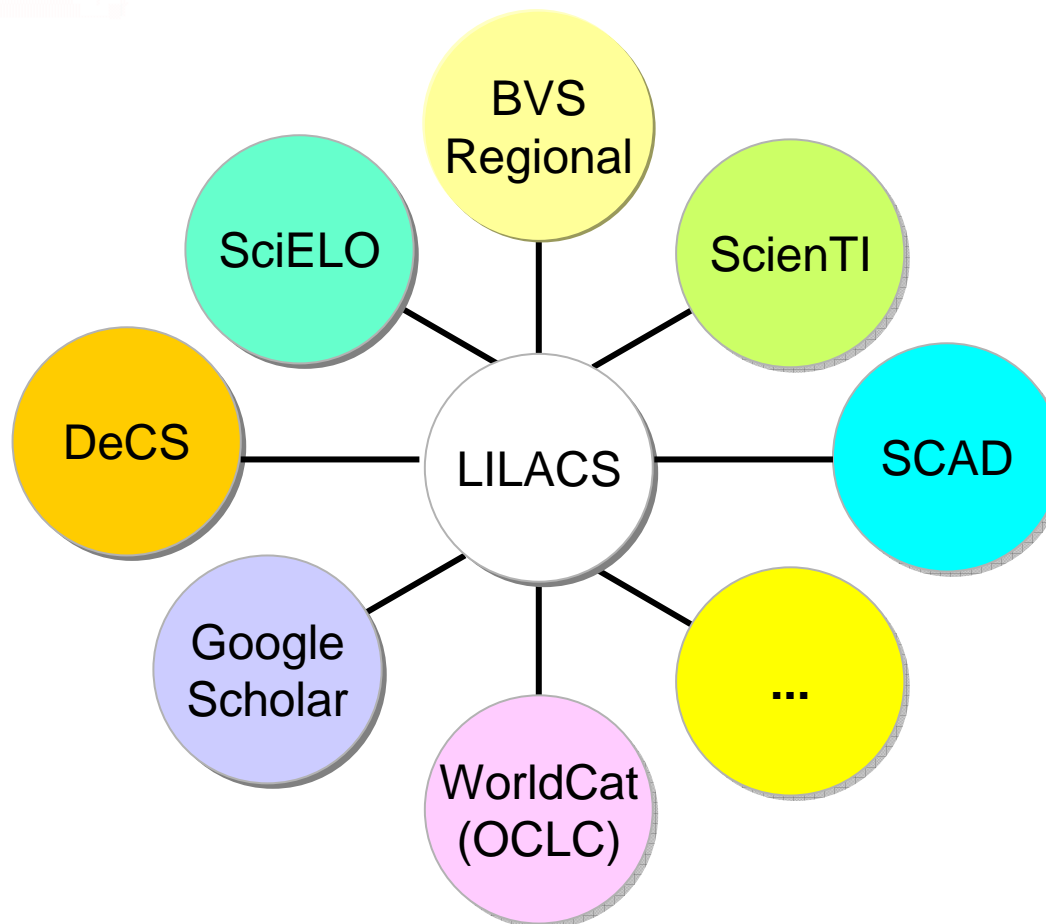 BVS
Regional
SciELO
ScienTI
DeCS
LILACS
SCAD
Google
Scholar
...
WorldCat
(OCLC)